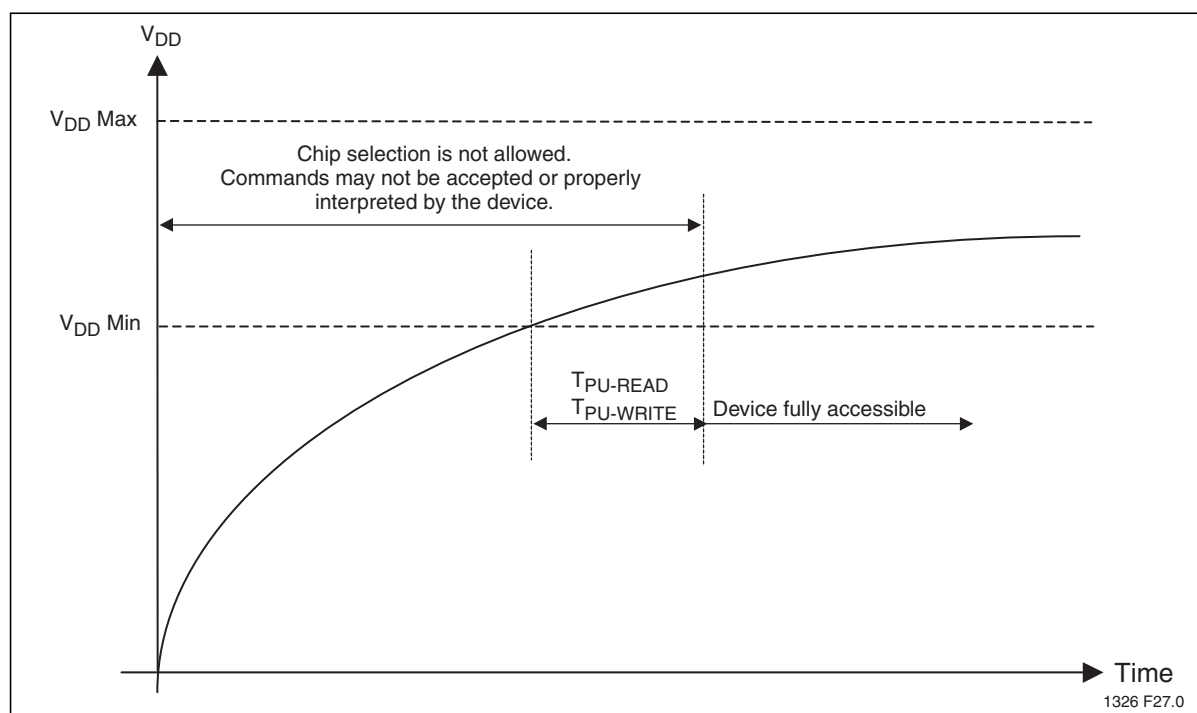 VDD
VDD Max
Chip selection is not allowed.
Commands may not be accepted or properly
interpreted by the device.
VDD Min
TPU-READ
TPU-WRITE
Device fully accessible
Time
1326 F27.0